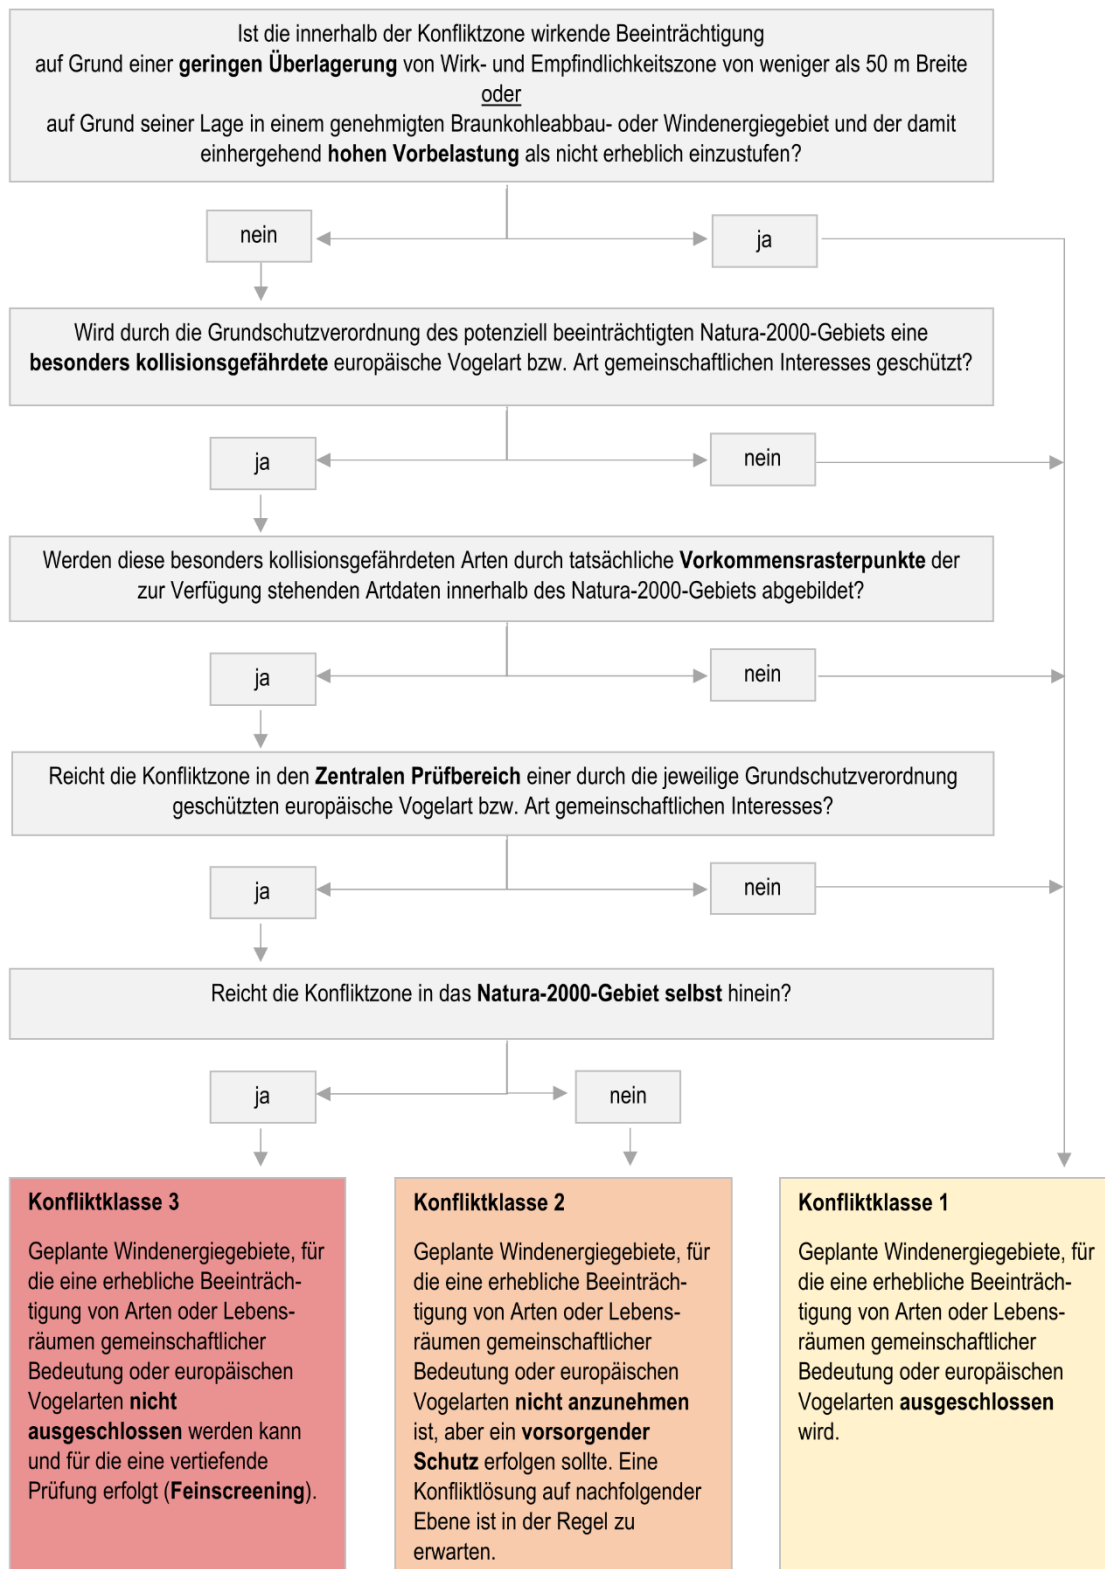 Ist die innerhalb der Konfliktzone wirkende Beeinträchtigung
auf Grund einer geringen Überlagerung von Wirk- und Empfindlichkeitszone von weniger als 50 m Breite
oder
auf Grund seiner Lage in einem genehmigten Braunkohleabbau- oder Windenergiegebiet und der damit
einhergehend hohen Vorbelastung als nicht erheblich einzustufen?
nein
ja
Wird durch die Grundschutzverordnung des potenziell beeinträchtigten Natura-2000-Gebiets eine
besonders kollisionsgefährdete europäische Vogelart bzw. Art gemeinschaftlichen Interesses geschützt?
ja
nein
Werden diese besonders kollisionsgefährdeten Arten durch tatsächliche Vorkommensrasterpunkte der
zur Verfügung stehenden Artdaten innerhalb des Natura-2000-Gebiets abgebildet?
ja
nein
Reicht die Konfliktzone in den Zentralen Prüfbereich einer durch die jeweilige Grundschutzverordnung
geschützten europäische Vogelart bzw. Art gemeinschaftlichen Interesses?
ja
nein
Reicht die Konfliktzone in das Natura-2000-Gebiet selbst hinein?
ja
nein
Konfliktklasse 3
Geplante Windenergiegebiete, für
die eine erhebliche Beeinträch-
tigung von Arten oder Lebens-
räumen gemeinschaftlicher
Bedeutung oder europäischen
Vogelarten nicht
ausgeschlossen werden kann
und für die eine vertiefende
Prüfung erfolgt (Feinscreening).
Konfliktklasse 2
Geplante Windenergiegebiete, für
die eine erhebliche Beeinträch-
tigung von Arten oder Lebens-
räumen gemeinschaftlicher
Bedeutung oder europäischen
Vogelarten nicht anzunehmen
ist, aber ein vorsorgender
Schutz erfolgen sollte. Eine
Konfliktlösung auf nachfolgender
Ebene ist in der Regel zu
erwarten.
Konfliktklasse 1
Geplante Windenergiegebiete, für
die eine erhebliche Beeinträch-
tigung von Arten oder Lebens-
räumen gemeinschaftlicher
Bedeutung oder europäischen
Vogelarten ausgeschlossen
wird.